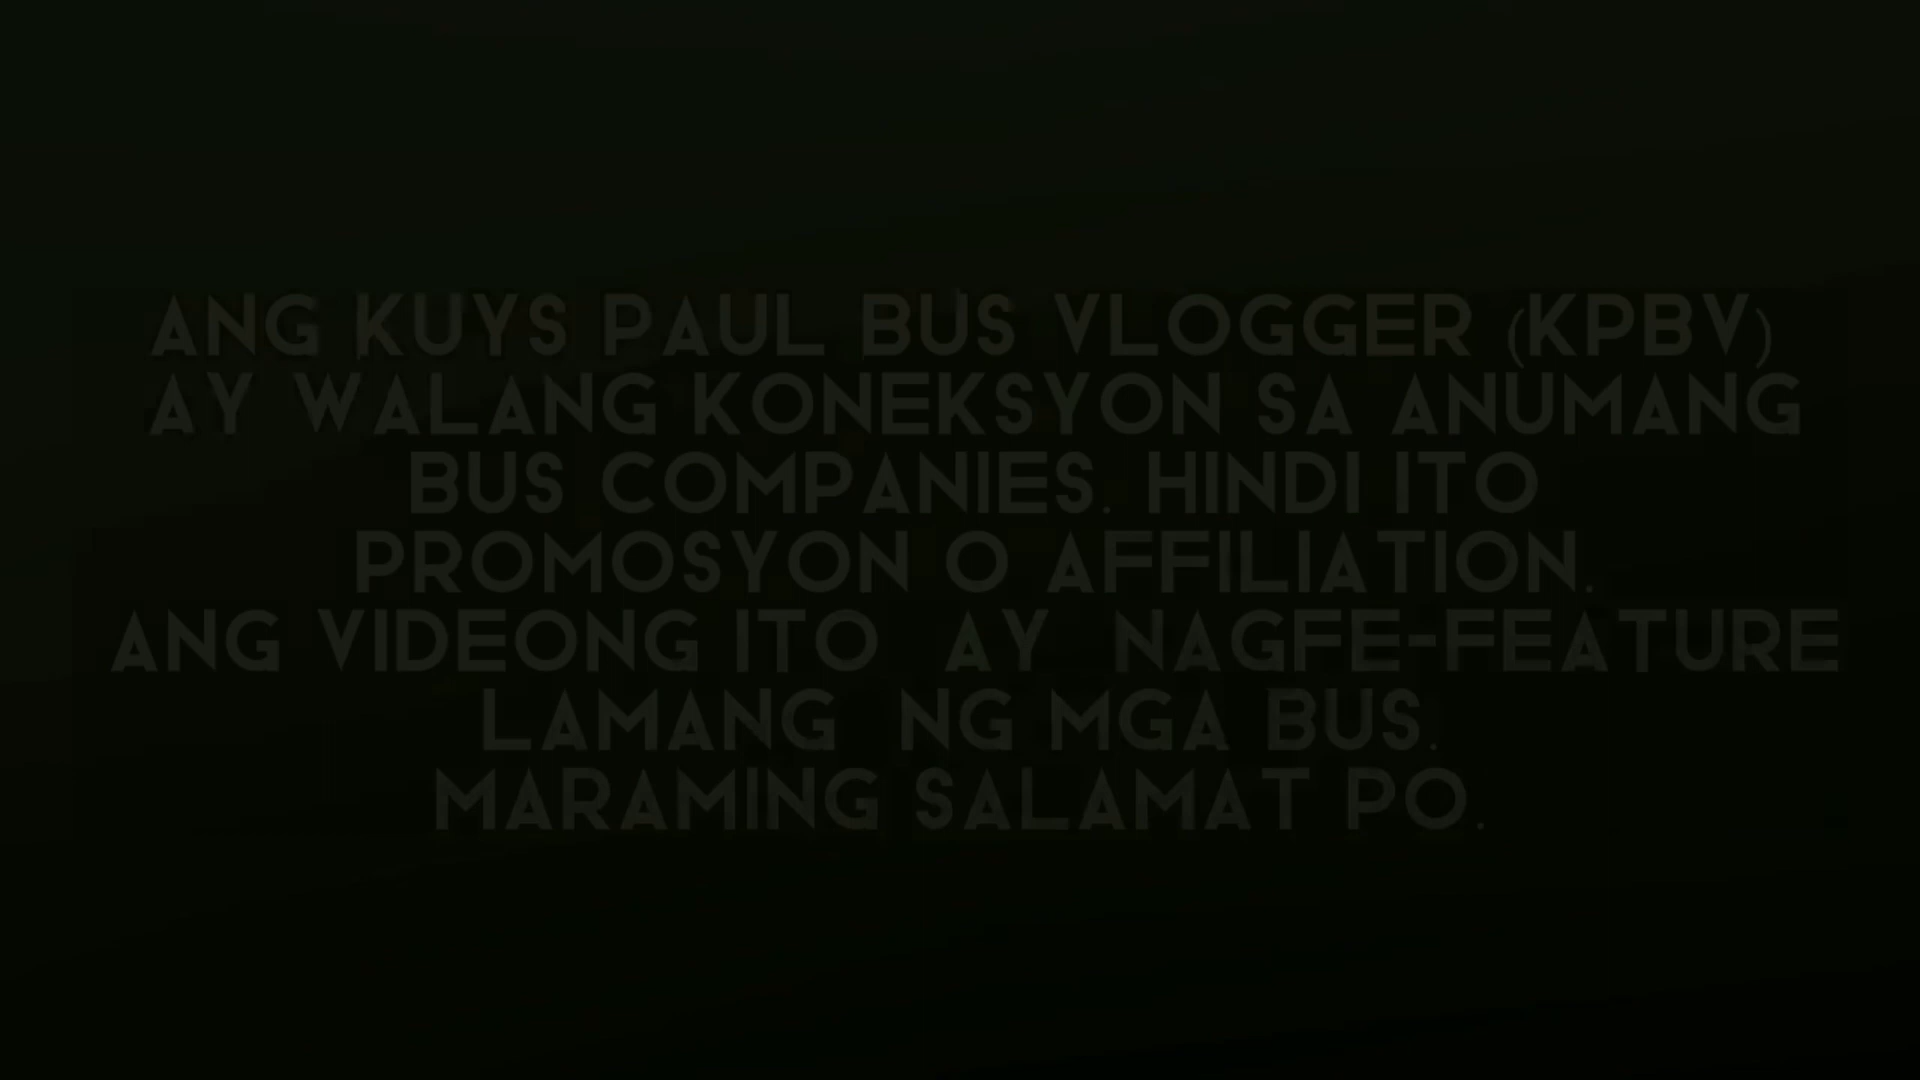 ANG KUYS PAUL BUS VLOGGER (KPBV)
AY WALANG KONEKSYON SA ANUMANG
BUS COMPANIES. HINDI ITO
PROMOSYON O AFFILIATION.
ANG VIDEONG ITO AY NAGFE-FEATURE
LAMANG NG MGA BUS.
MARAMING SALAMAT PO.